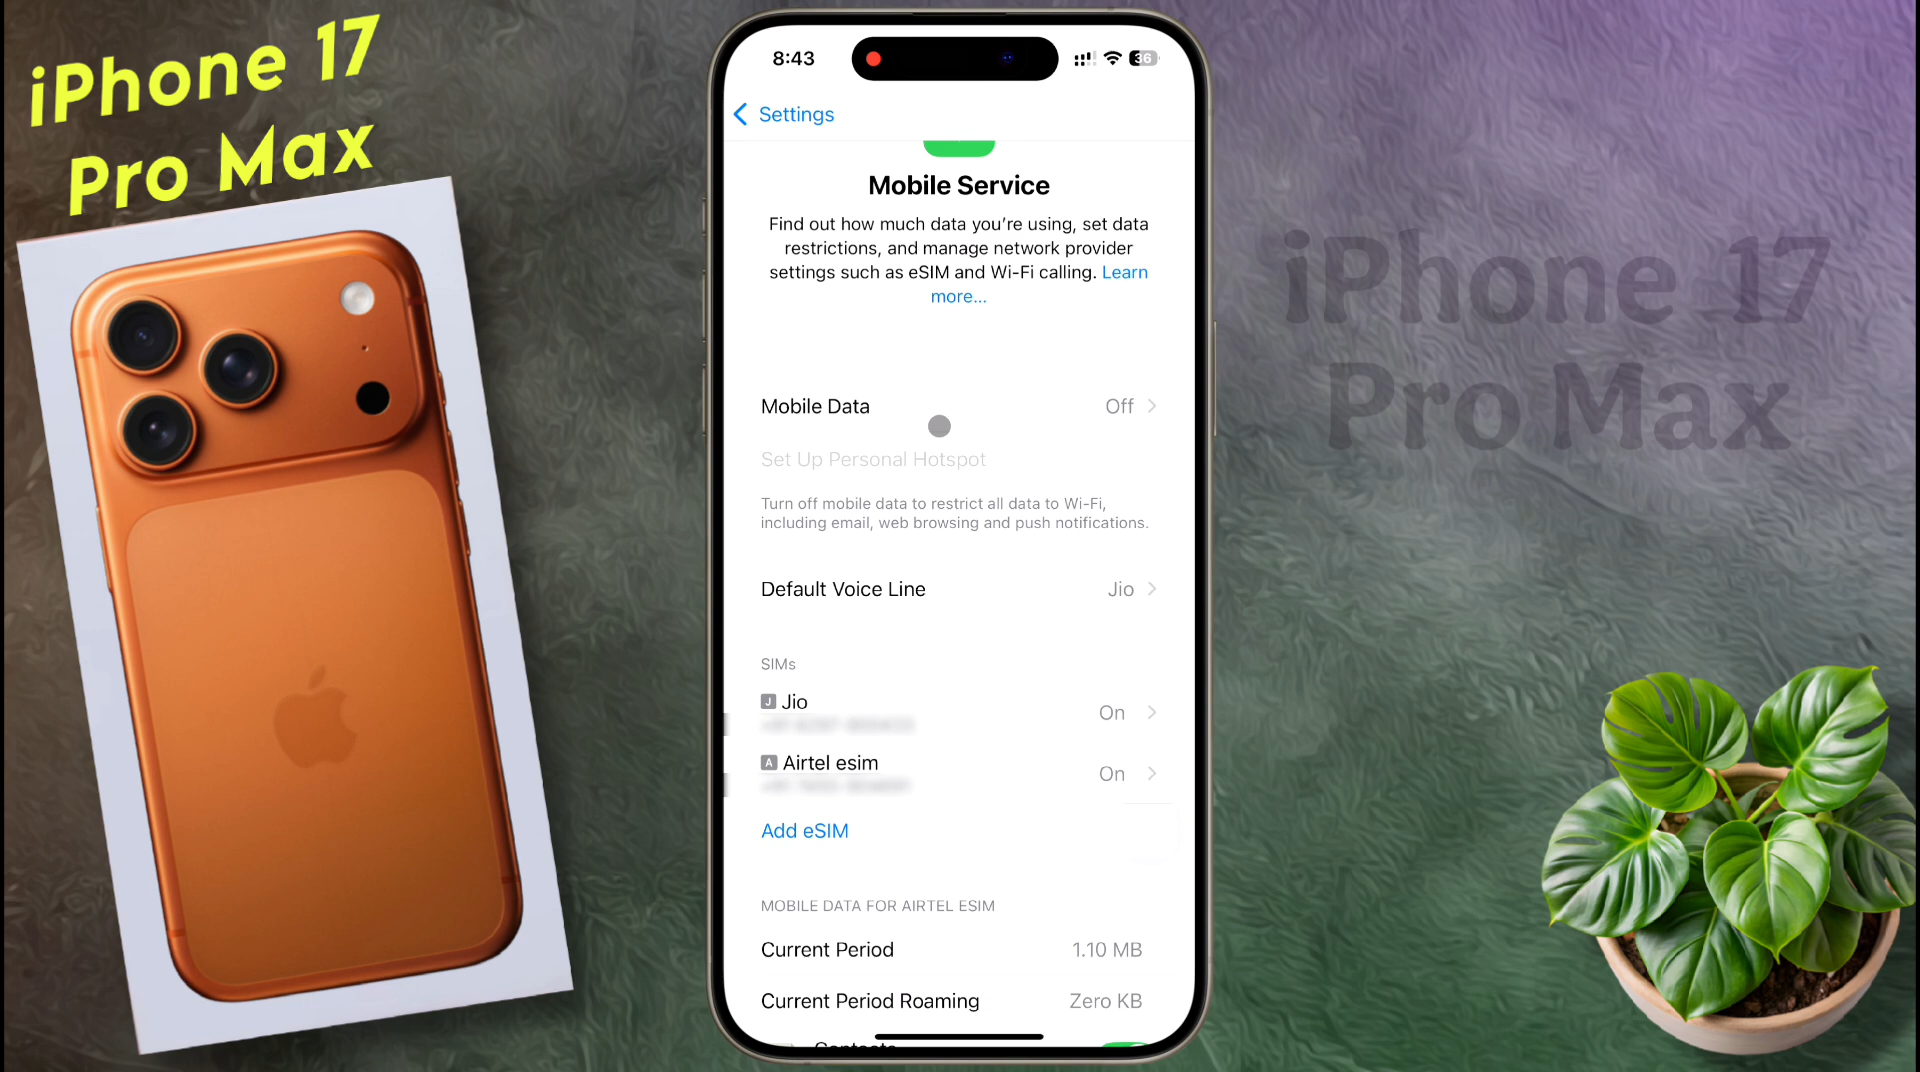 iPhone 17
Pro Max
8:43
36
Settings
Mobile Service
Find out how much data you're using, set data
restrictions, and manage network provider
settings such as eSIM and Wi-Fi calling. Learn
more...
Mobile Data
Off
Set Up Personal Hotspot
Turn off mobile data to restrict all data to Wi-Fi,
including email, web browsing and push notifications.
Default Voice Line
Jio
SIMs
J Jio
On
A Airtel esim
On
Add eSIM
MOBILE DATA FOR AIRTEL ESIM
Current Period
1.10 MB
Current Period Roaming
Zero KB
iPhone 17
Pro Max